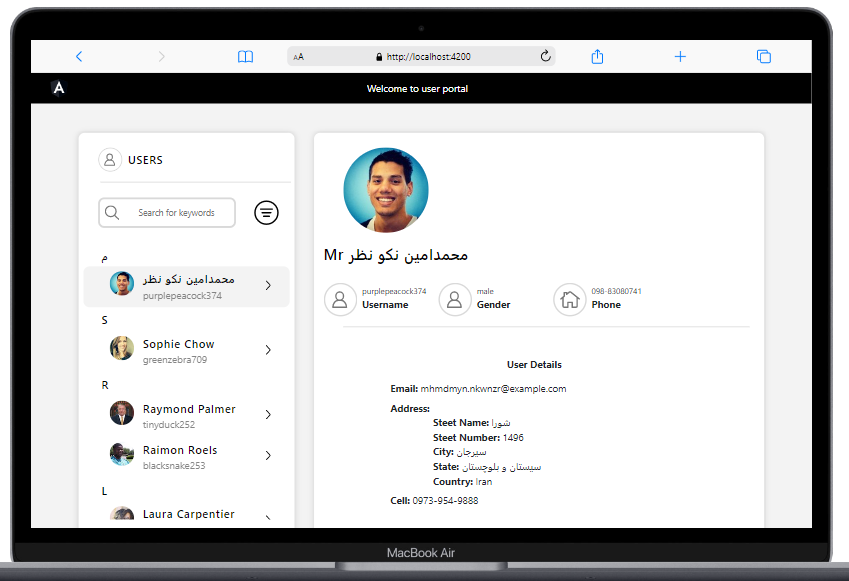 AA http://localhost:4200
A Welcome to user portal
USERS
Search for keywords
م
محمدامین نكو نظر
purplepeacock374
S
Sophie Chow
greenzebra709
R
Raymond Palmer
tinyduck252
Raimon Roels
blacksnake253
L
Laura Carpentier
Mr محمدامین نكو نظر
purplepeacock374
Username
male
Gender
098-83080741
Phone
User Details
Email: mhmdmyn.nkwnzr@example.com
Address:
Steet Name: شورا
Steet Number: 1496
City: سیرجان
State: سیستان و بلوچستان
Country: Iran
Cell: 0973-954-9888
MacBook Air